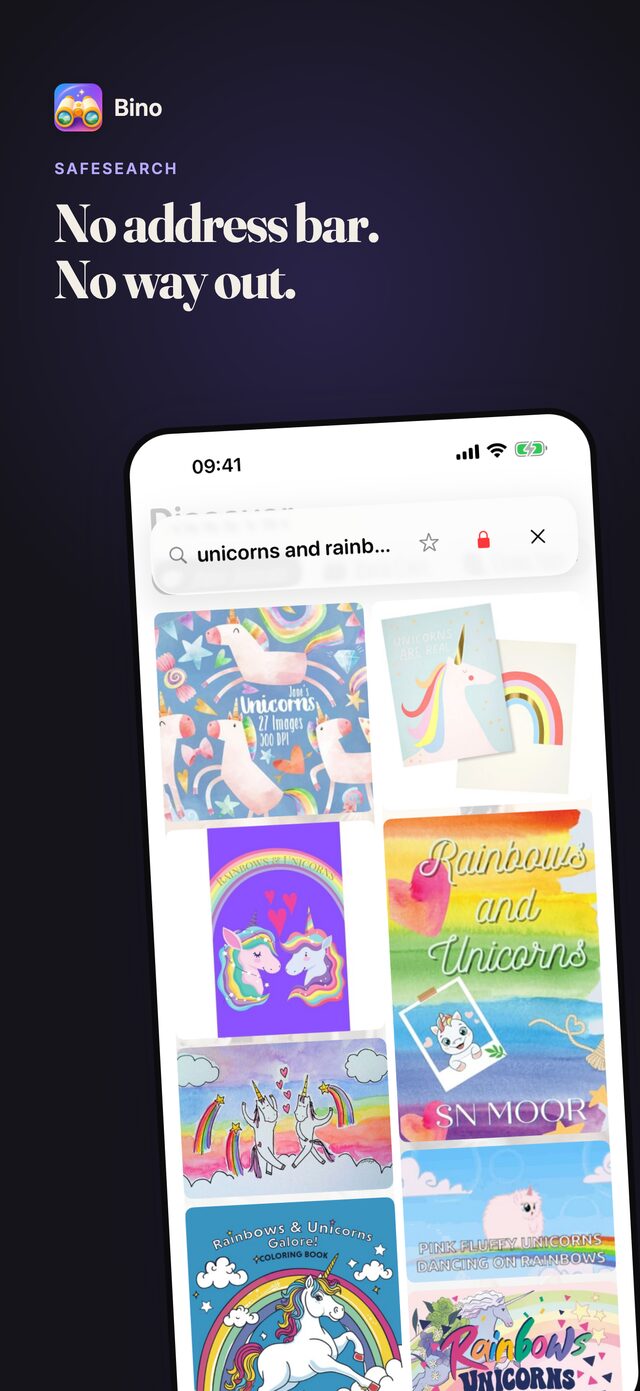 Bino
SAFESEARCH
No address bar.
No way out.
09:41
Discover
unicorns and rainb...
Jane's
Unicorns
27 Images
300 DPI
UNICORNS
ARE REAL
RAINBOWS & UNICORNS
Rainbows
and
Unicorns
SN MOOR
Rainbows & Unicorns
Galore!
COLORING BOOK
PINK FLUFFY UNICORNS
DANCING ON RAINBOWS
Rainbows
UNICORNS